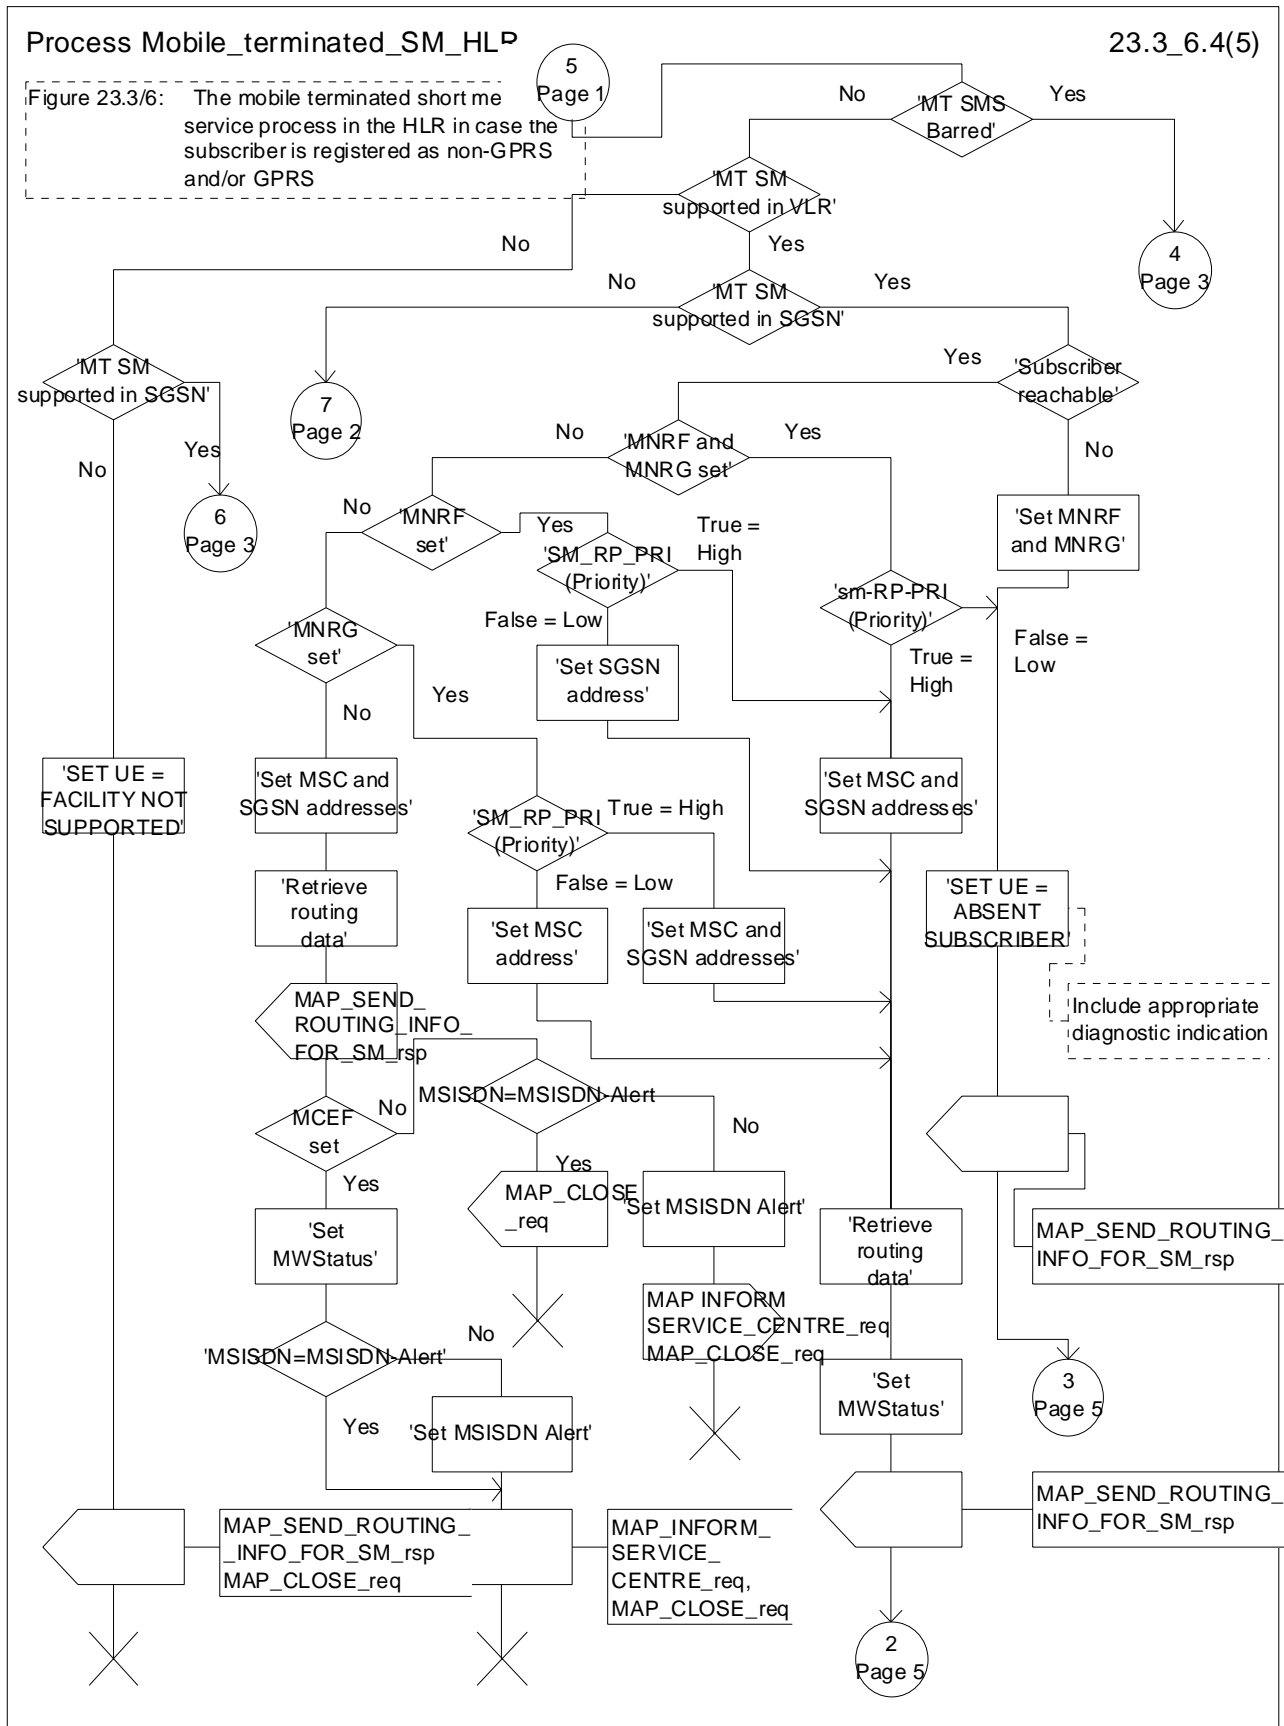 Process Mobile_terminated_SM_HLR
23.3_6.4(5)
5
Page 1
Figure 23.3/6: The mobile terminated short me
service process in the HLR in case the
subscriber is registered as non-GPRS
and/or GPRS
No
'MT SMS
Barred'
Yes
'MT SM
supported in VLR'
No
Yes
4
Page 3
No
'MT SM
supported in SGSN'
Yes
'MT SM
supported in SGSN'
Yes
'Subscriber
reachable'
7
Page 2
No
Yes
No
'MNRF and
MNRG set'
Yes
No
6
Page 3
No
'MNRF
set'
Yes
True =
High
'SM_RP_PRI
(Priority)'
'Set MNRF
and MNRG'
'sm-RP-PRI
(Priority)'
False = Low
False =
Low
True =
High
'MNRG
set'
Yes
No
'Set SGSN
address'
'SET UE =
FACILITY NOT
SUPPORTED'
'Set MSC and
SGSN addresses'
'SM_RP_PRI
(Priority)'
True = High
'Set MSC and
SGSN addresses'
False = Low
'Retrieve
routing
data'
'Set MSC
address'
'Set MSC and
SGSN addresses'
'SET UE =
ABSENT
SUBSCRIBER'
Include appropriate
diagnostic indication
MAP_SEND_
ROUTING_INFO_
FOR_SM_rsp
MCEF
set
No
MSISDN=MSISDN-Alert
No
Yes
Yes
MAP_CLOSE
_req
'Set MSISDN Alert'
'Set
MWStatus'
'Retrieve
routing
data'
MAP_SEND_ROUTING_
INFO_FOR_SM_rsp
MAP INFORM
SERVICE_CENTRE_req
MAP_CLOSE_req
'MSISDN=MSISDN-Alert'
No
Yes
'Set MSISDN Alert'
'Set
MWStatus'
3
Page 5
MAP_SEND_ROUTING_
_INFO_FOR_SM_rsp
MAP_CLOSE_req
MAP_INFORM_
SERVICE_
CENTRE_req,
MAP_CLOSE_req
MAP_SEND_ROUTING_
INFO_FOR_SM_rsp
2
Page 5